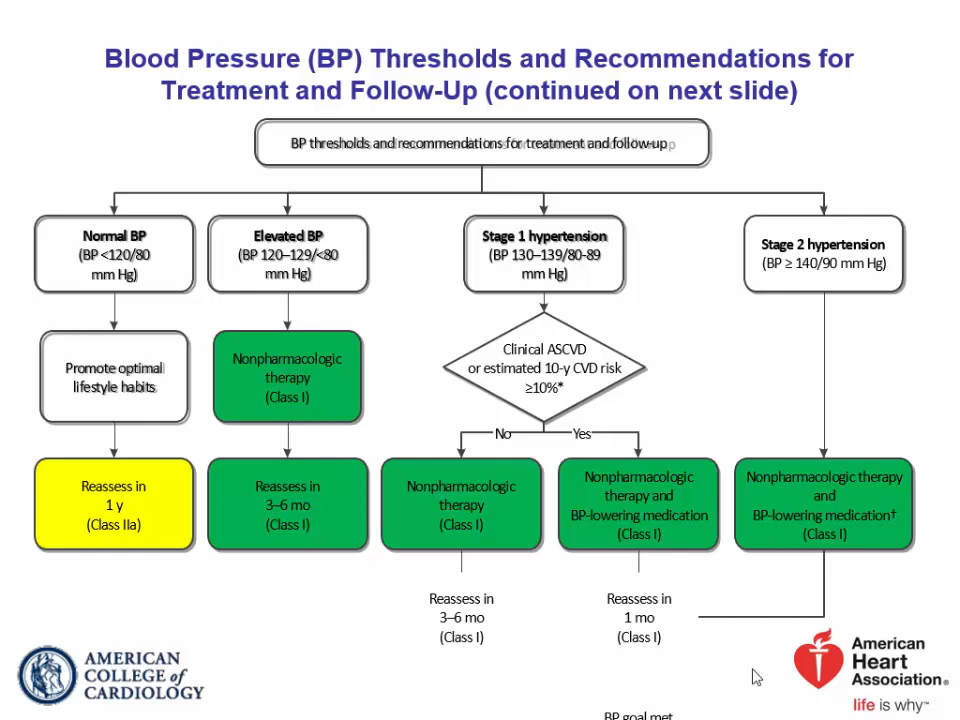 Blood Pressure (BP) Thresholds and Recommendations for
Treatment and Follow-Up (continued on next slide)
BP thresholds and recommendations for treatment and follow-up
Normal BP
(BP <120/80
mm Hg)
Elevated BP
(BP 120–129/<80
mm Hg)
Stage 1 hypertension
(BP 130–139/80-89
mm Hg)
Stage 2 hypertension
(BP ≥ 140/90 mm Hg)
Promote optimal
lifestyle habits
Nonpharmacologic
therapy
(Class I)
Clinical ASCVD
or estimated 10-y CVD risk
≥10%*
No
Yes
Reassess in
1 y
(Class IIa)
Reassess in
3–6 mo
(Class I)
Nonpharmacologic
therapy
(Class I)
Nonpharmacologic
therapy and
BP-lowering medication
(Class I)
Nonpharmacologic therapy
and
BP-lowering medication†
(Class I)
Reassess in
3–6 mo
(Class I)
Reassess in
1 mo
(Class I)
BP goal met
AMERICAN
COLLEGE of
CARDIOLOGY
American
Heart
Association®
life is why™